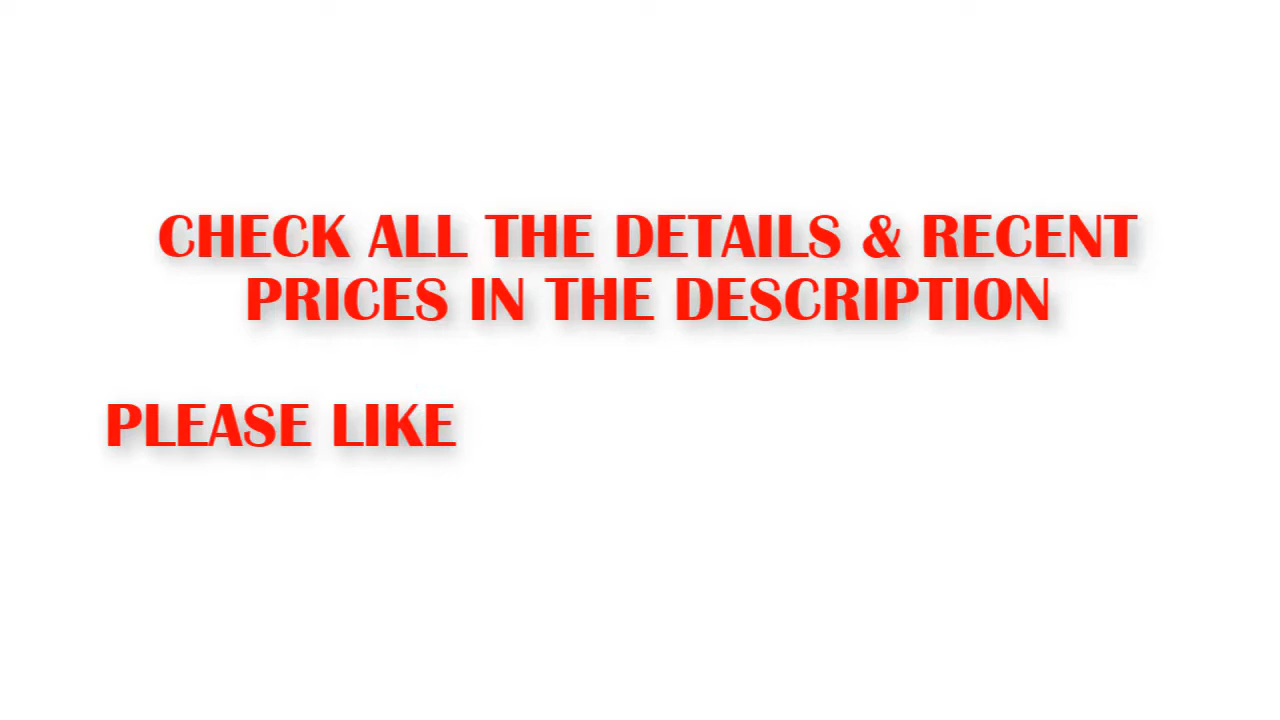 CHECK ALL THE DETAILS & RECENT
PRICES IN THE DESCRIPTION
PLEASE LIKE